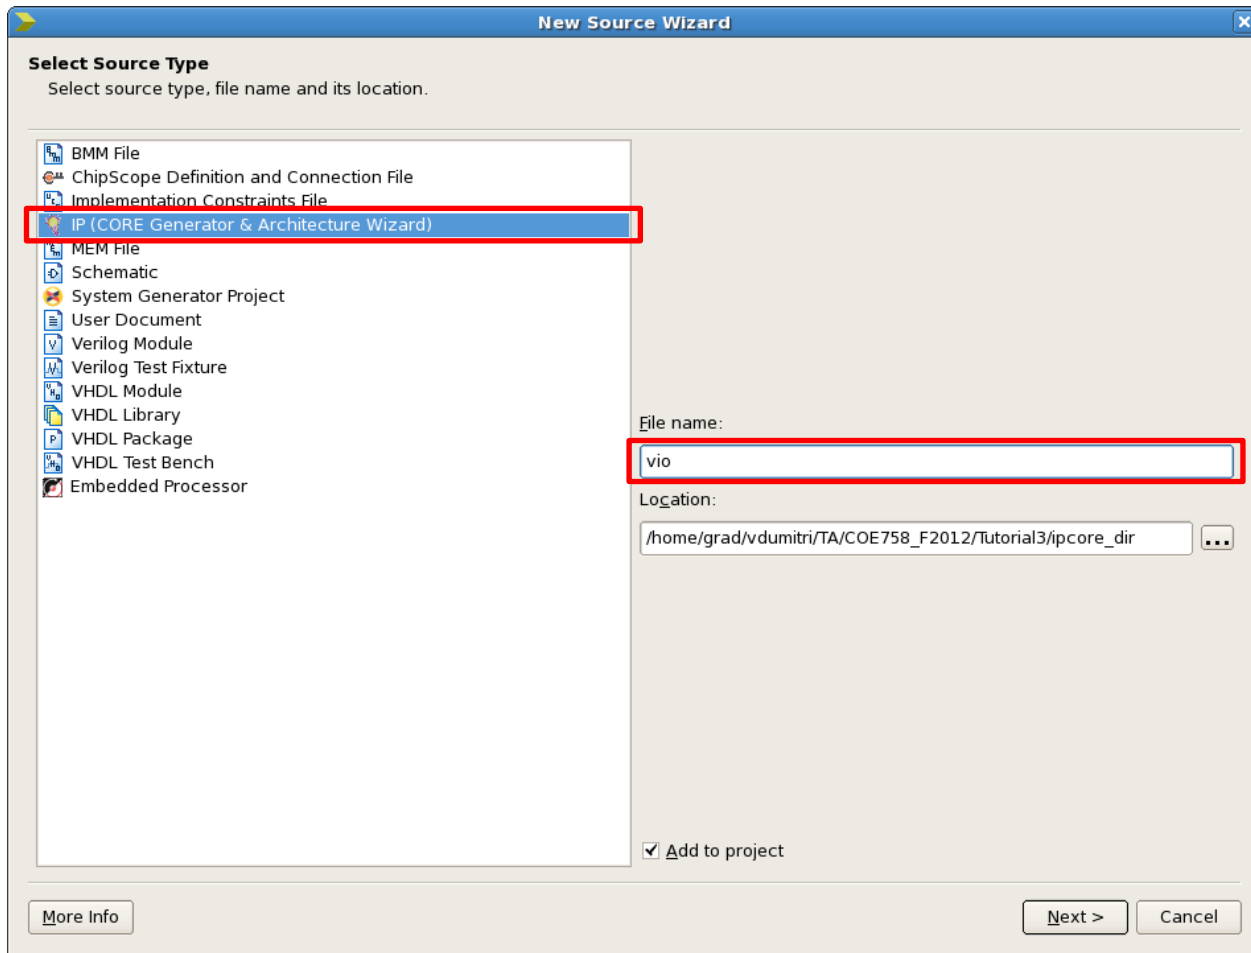 New Source Wizard
Select Source Type
Select source type, file name and its location.
BMM File
ChipScope Definition and Connection File
Implementation Constraints File
IP (CORE Generator & Architecture Wizard)
MEM File
Schematic
System Generator Project
User Document
Verilog Module
Verilog Test Fixture
VHDL Module
VHDL Library
VHDL Package
VHDL Test Bench
Embedded Processor
File name:
vio
Location:
/home/grad/vdumitri/TA/COE758_F2012/Tutorial3/ipcore_dir
...
Add to project
More Info
Next >
Cancel